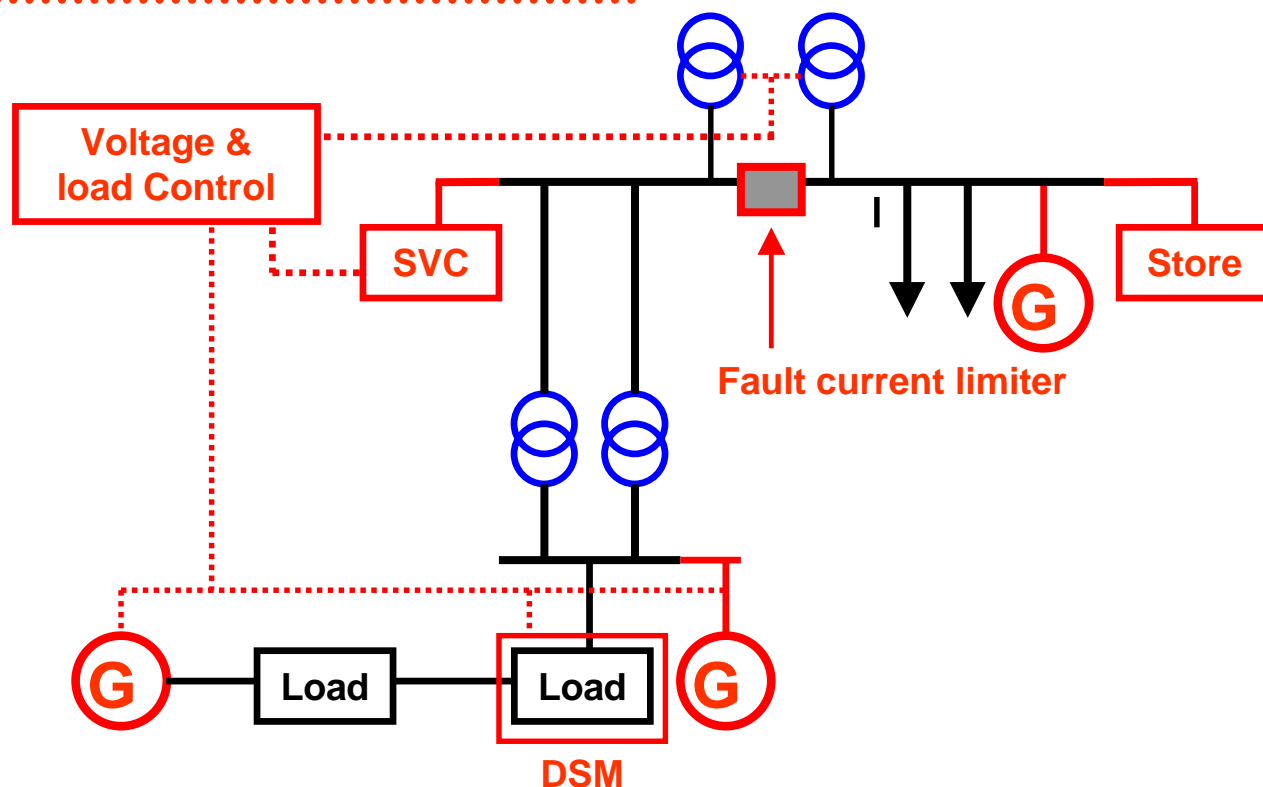 Voltage &
load Control
SVC
Store
G
Fault current limiter
G
Load
Load
G
DSM